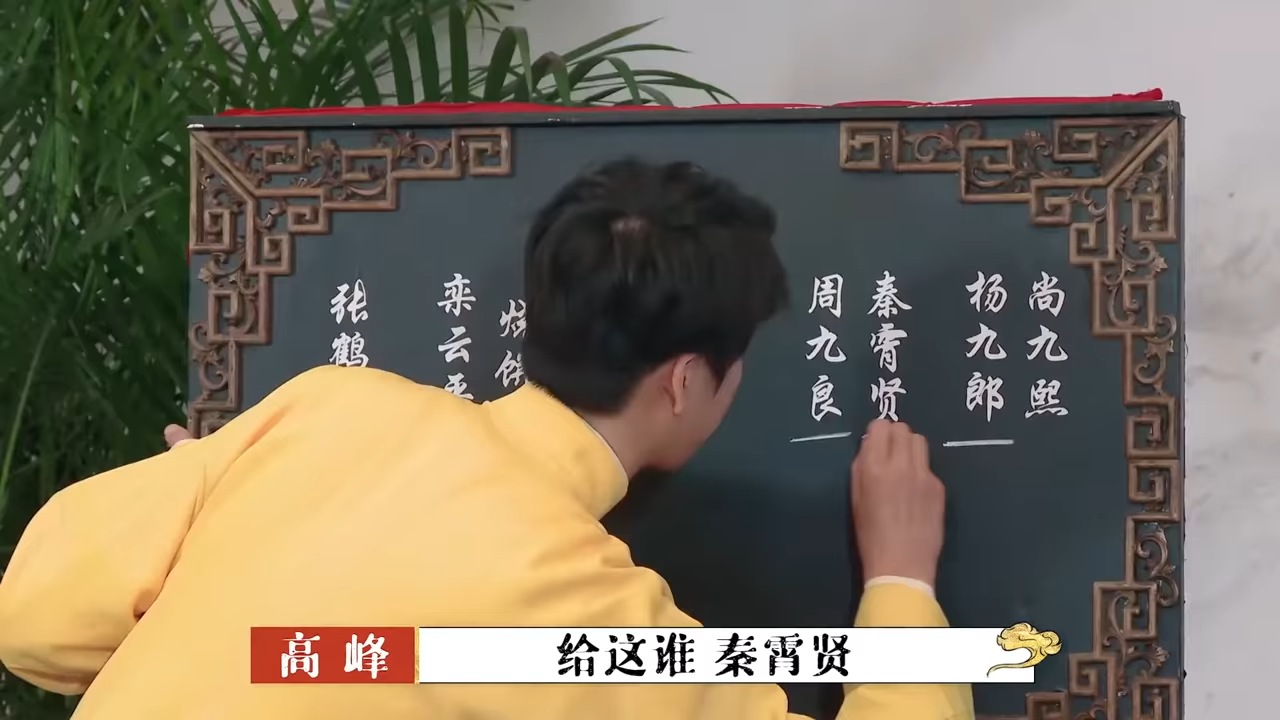 尚九熙
杨九郎
秦霄贤
周九良
栾云
张鹤
高峰
给这谁 秦霄贤